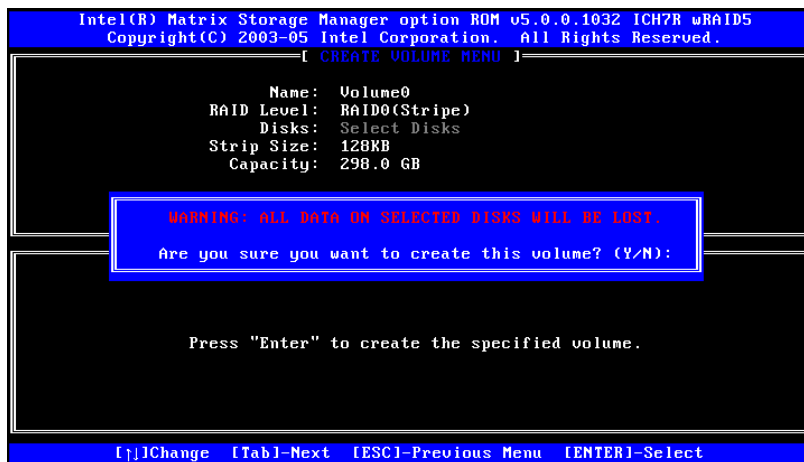 Intel(R) Matrix Storage Manager option ROM v5.0.0.1032 ICH7R wRAID5
Copyright(C) 2003-05 Intel Corporation. All Rights Reserved.
[ CREATE VOLUME MENU ]
Name: Volume0
RAID Level: RAID0(Stripe)
Disks: Select Disks
Strip Size: 128KB
Capacity: 298.0 GB
WARNING: ALL DATA ON SELECTED DISKS WILL BE LOST.
Are you sure you want to create this volume? (Y/N):
Press "Enter" to create the specified volume.
[↑↓]Change [Tab]-Next [ESC]-Previous Menu [ENTER]-Select